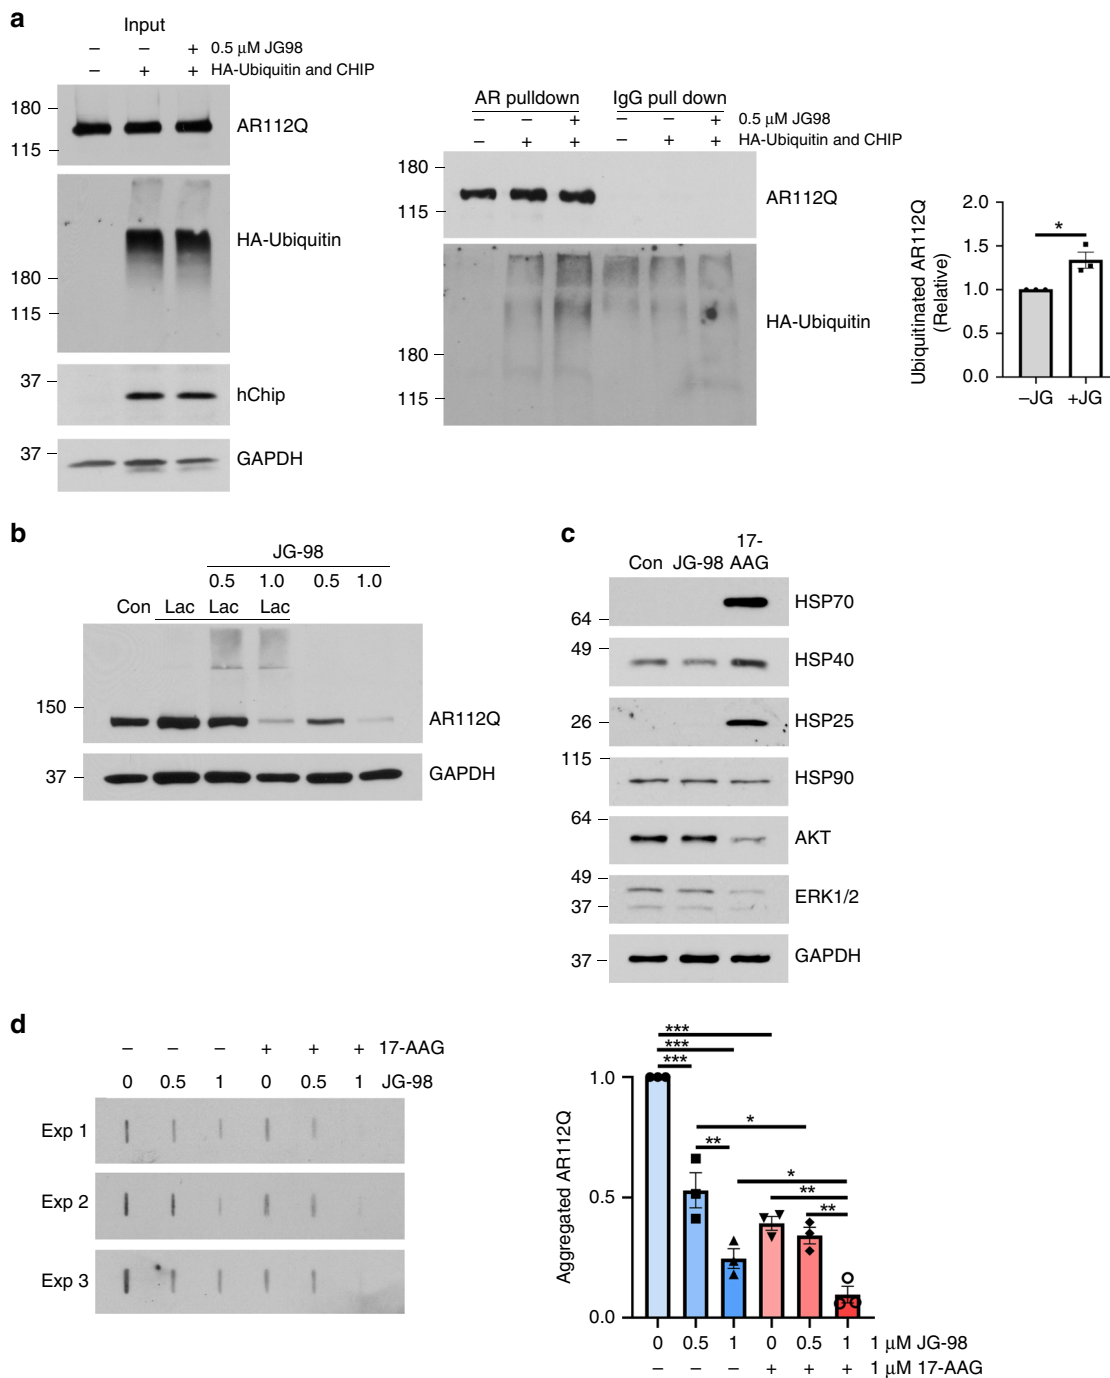 a
Input
– – + 0.5 μM JG98
– + + HA-Ubiquitin and CHIP
180
115
AR112Q
HA-Ubiquitin
180
115
37
hChip
37
GAPDH
AR pulldown IgG pull down
– – + – – + 0.5 μM JG98
– + + – + + HA-Ubiquitin and CHIP
180
115
AR112Q
HA-Ubiquitin
180
115
Ubiquitinated AR112Q
(Relative)
2.0
1.5
1.0
0.5
0.0
*
–JG +JG
b
JG-98
0.5 1.0 0.5 1.0
Con Lac Lac Lac
150
AR112Q
37
GAPDH
c
Con JG-98 17-
AAG
HSP70
64
49
HSP40
26
HSP25
115
HSP90
64
AKT
49
37
ERK1/2
37
GAPDH
d
– – – + + + 17-AAG
0 0.5 1 0 0.5 1 JG-98
Exp 1
Exp 2
Exp 3
Aggregated AR112Q
1.0
0.5
0.0
***
***
***
*
**
*
**
**
0 0.5 1 0 0.5 1 1 μM JG-98
– – – + + + 1 μM 17-AAG